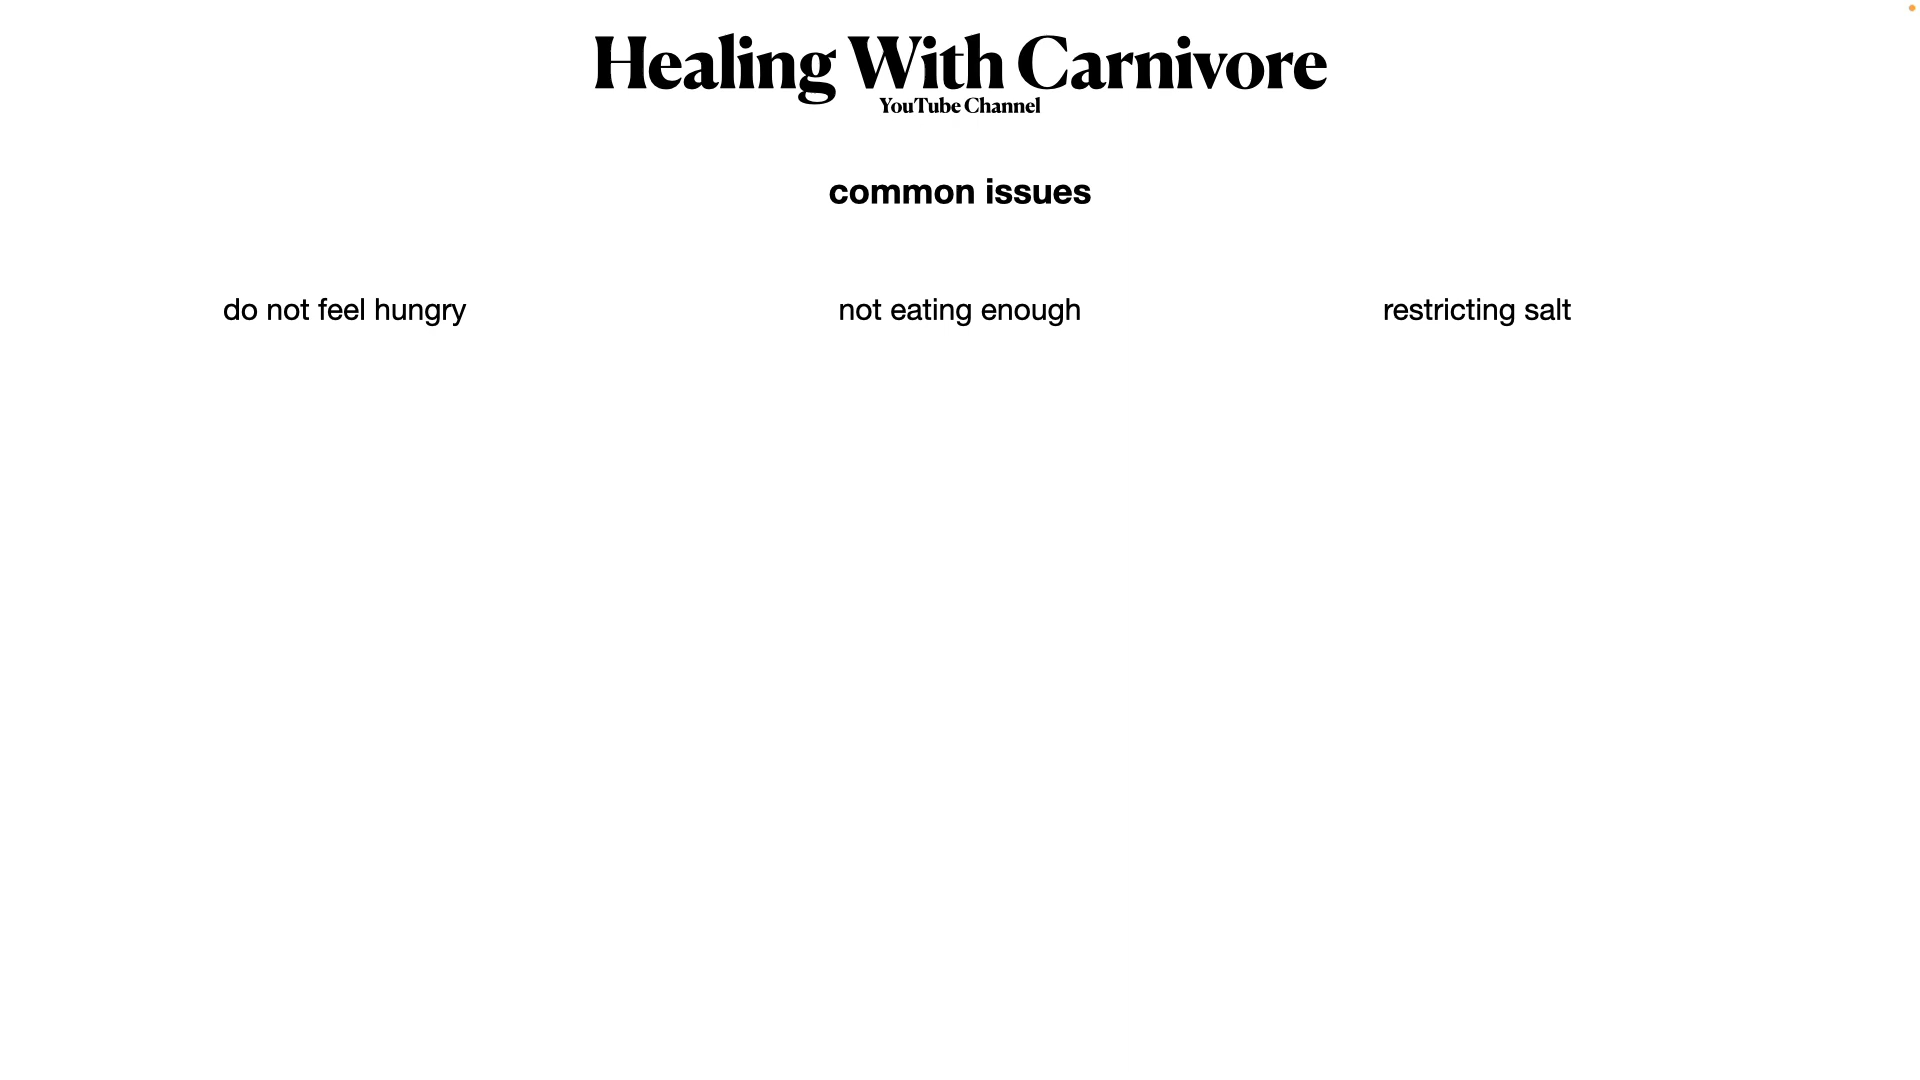 Healing With Carnivore
YouTube Channel
common issues
do not feel hungry
not eating enough
restricting salt